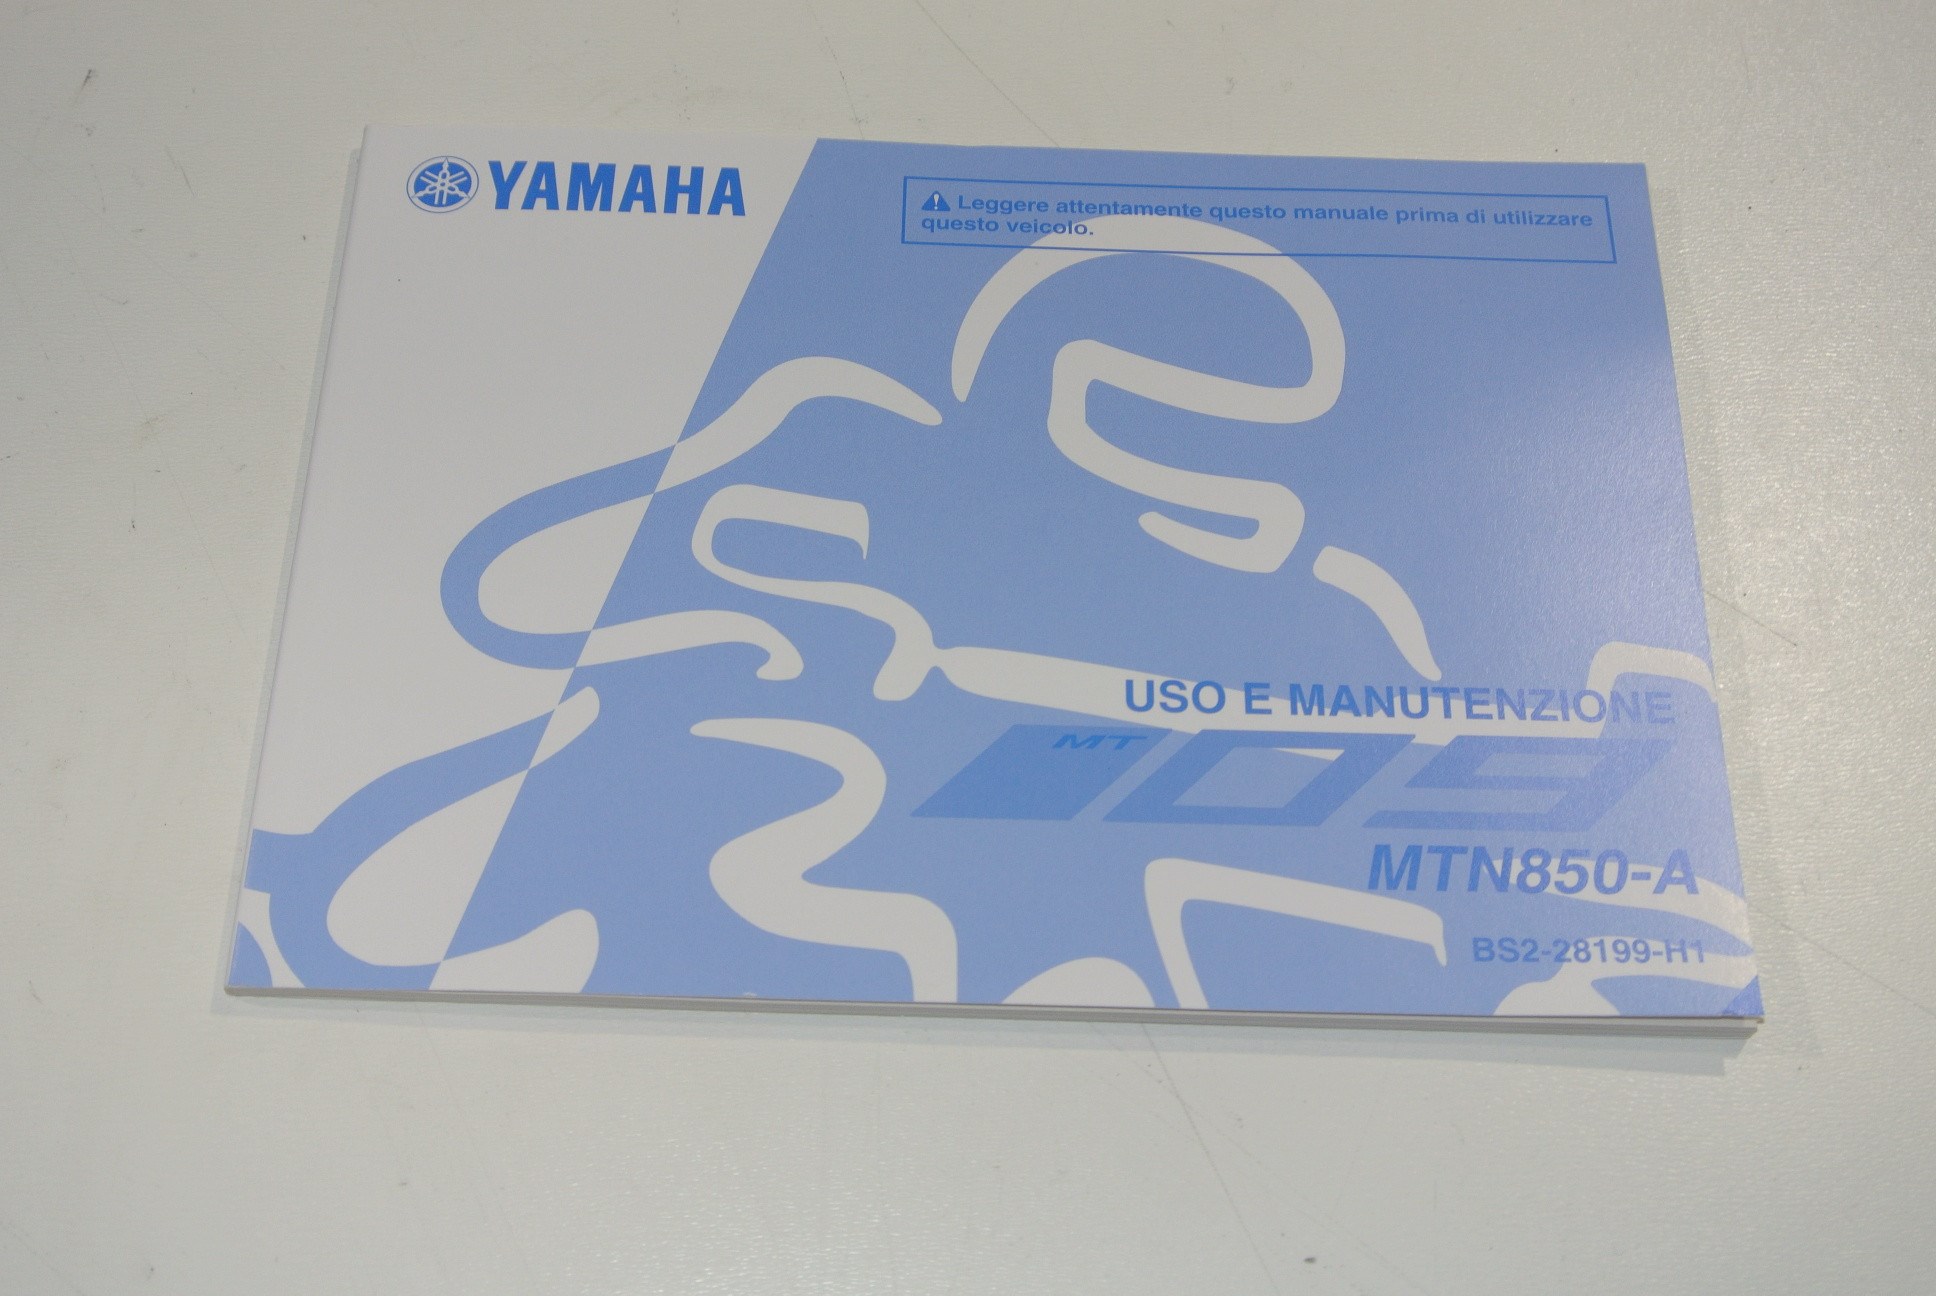 YAMAHA
Leggere attentamente questo manuale prima di utilizzare
questo veicolo.
USO E MANUTENZIONE
MT
09
MTN850-A
BS2-28199-H1